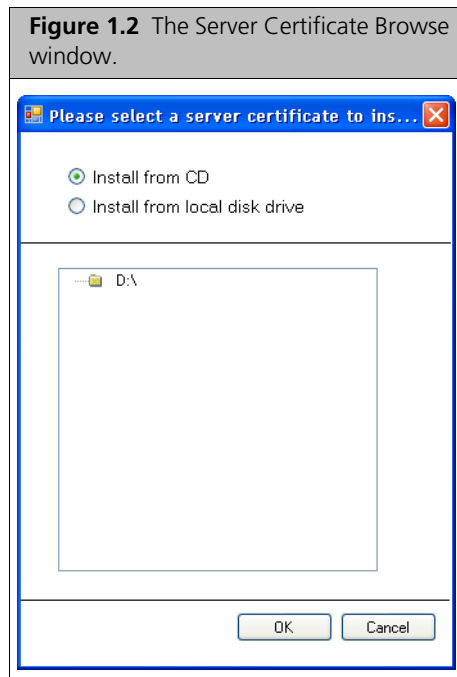 Figure 1.2 The Server Certificate Browse
window.
Please select a server certificate to ins...
Install from CD
Install from local disk drive
D:\
OK Cancel